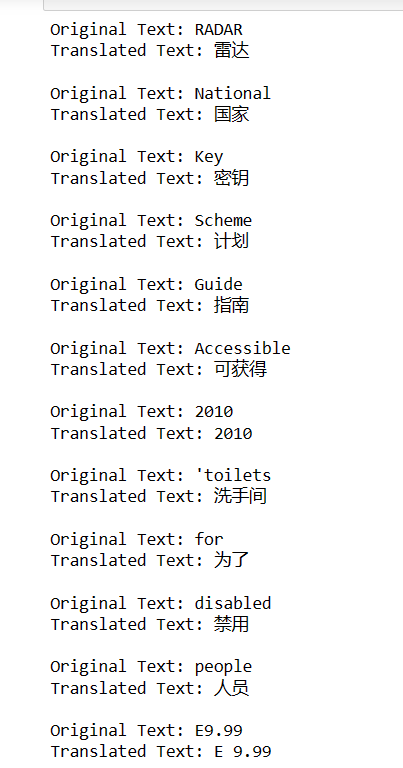 Original Text: RADAR
Translated Text: 雷达
Original Text: National
Translated Text: 国家
Original Text: Key
Translated Text: 密钥
Original Text: Scheme
Translated Text: 计划
Original Text: Guide
Translated Text: 指南
Original Text: Accessible
Translated Text: 可获得
Original Text: 2010
Translated Text: 2010
Original Text: 'toilets
Translated Text: 洗手间
Original Text: for
Translated Text: 为了
Original Text: disabled
Translated Text: 禁用
Original Text: people
Translated Text: 人员
Original Text: E9.99
Translated Text: E 9.99